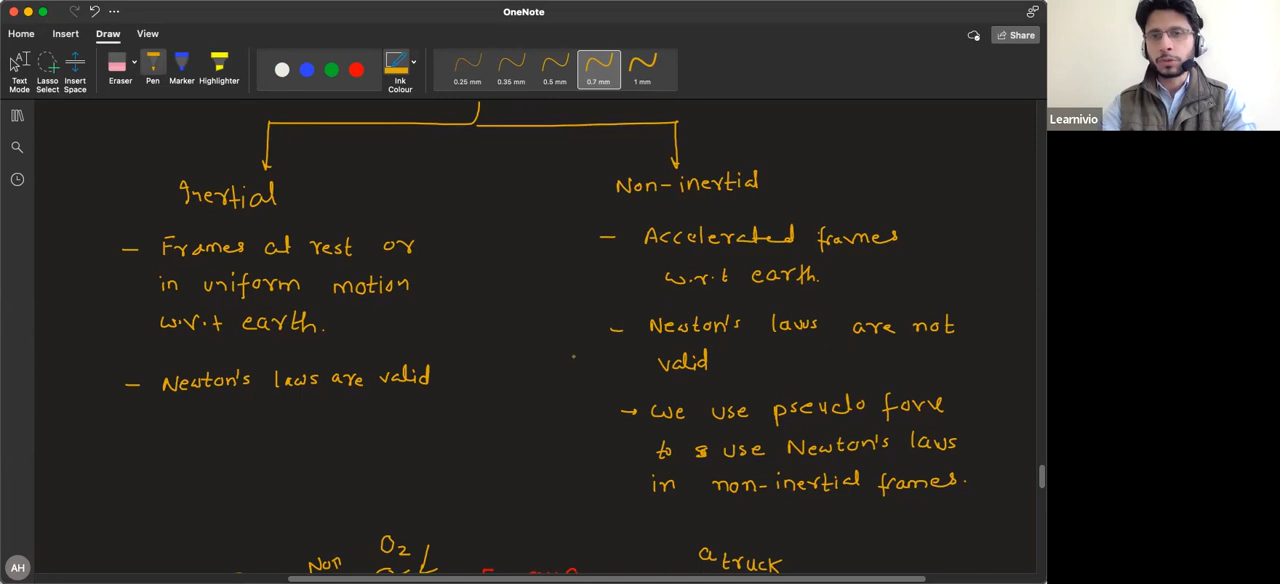 OneNote
Home Insert Draw View
Share
Text Mode
Lasso Select
Insert Space
Eraser
Pen
Marker
Highlighter
Ink Colour
0.25 mm
0.35 mm
0.5 mm
0.7 mm
1 mm
Learnivio
Inertial
- Frames at rest or
in uniform motion
w.r.t earth.
- Newton's laws are valid
Non-inertial
- Accelerated frames
w.r.t earth.
- Newton's laws are not
valid
→ We use pseudo force
to use Newton's laws
in non-inertial frames.
Non
O2
a truck
AH